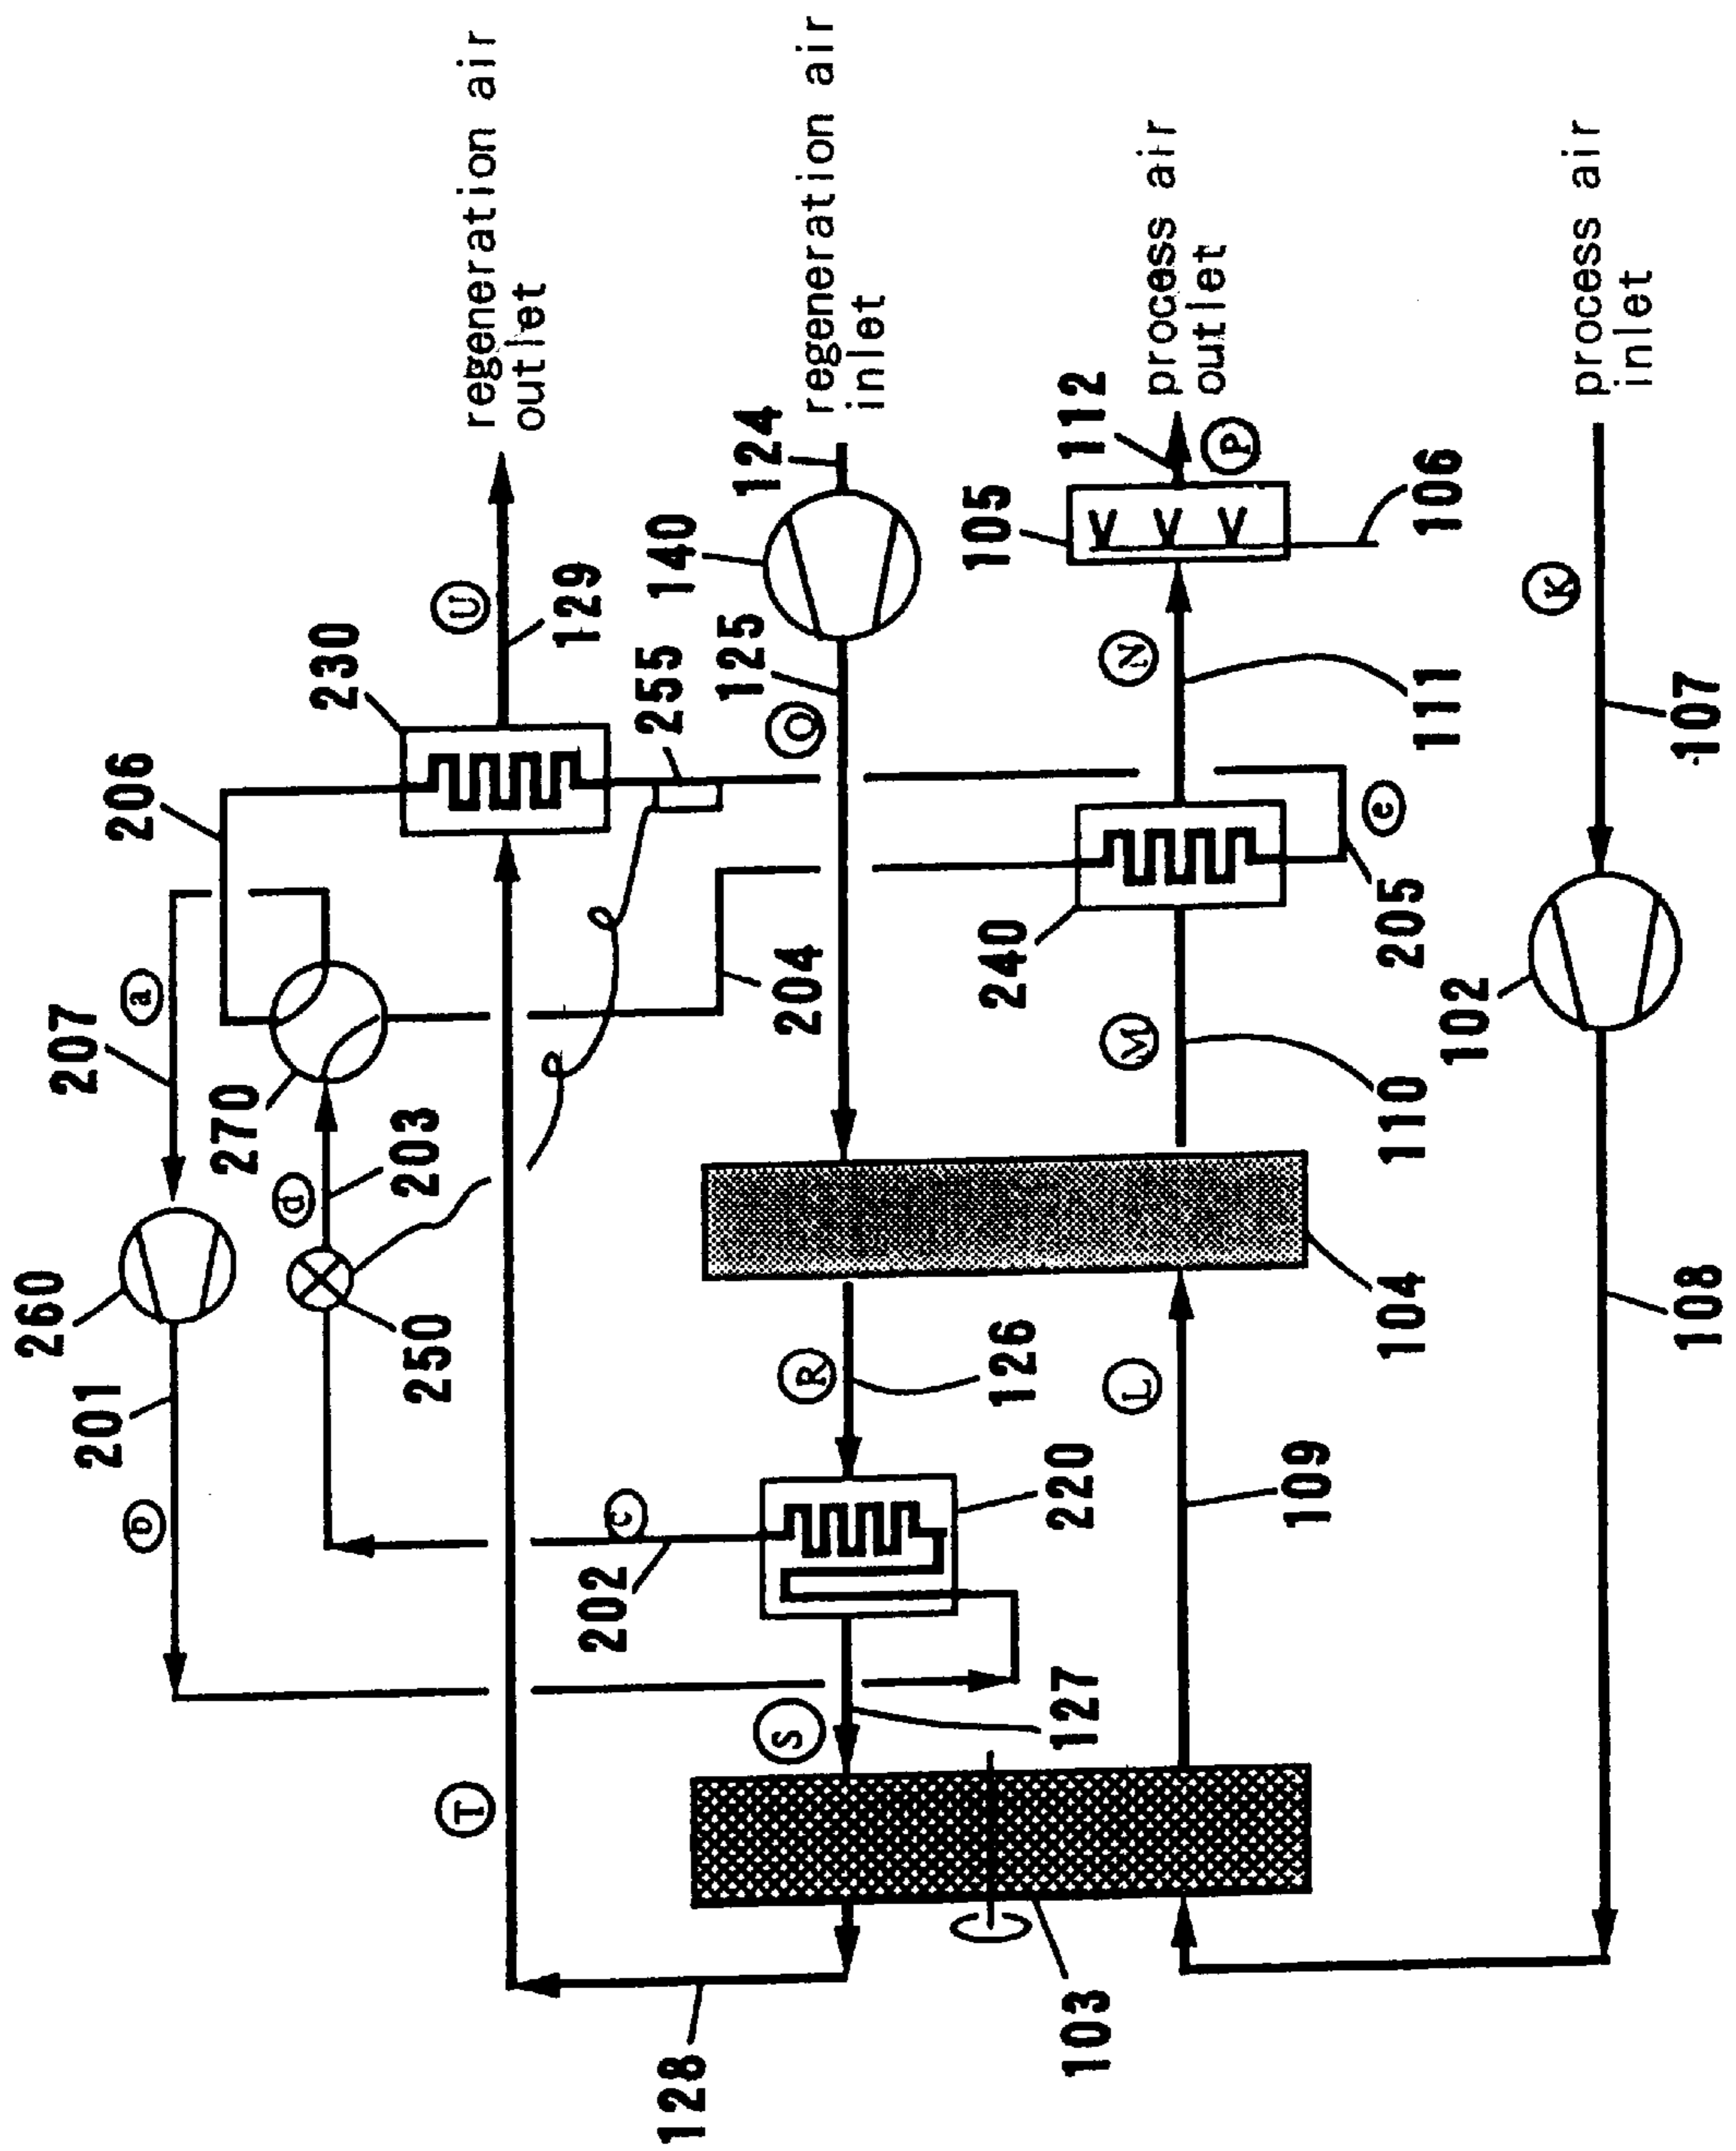 260
207
201
206
b
a
270
d
230
203
250
T
U
regeneration air
outlet
129
202
c
255
128
140
125
124
S
R
204
Q
regeneration air
inlet
105
240
126
220
127
103
112
L
M
N
process air
outlet
P
109
e
104
110
205
111
106
102
K
process air
inlet
108
107